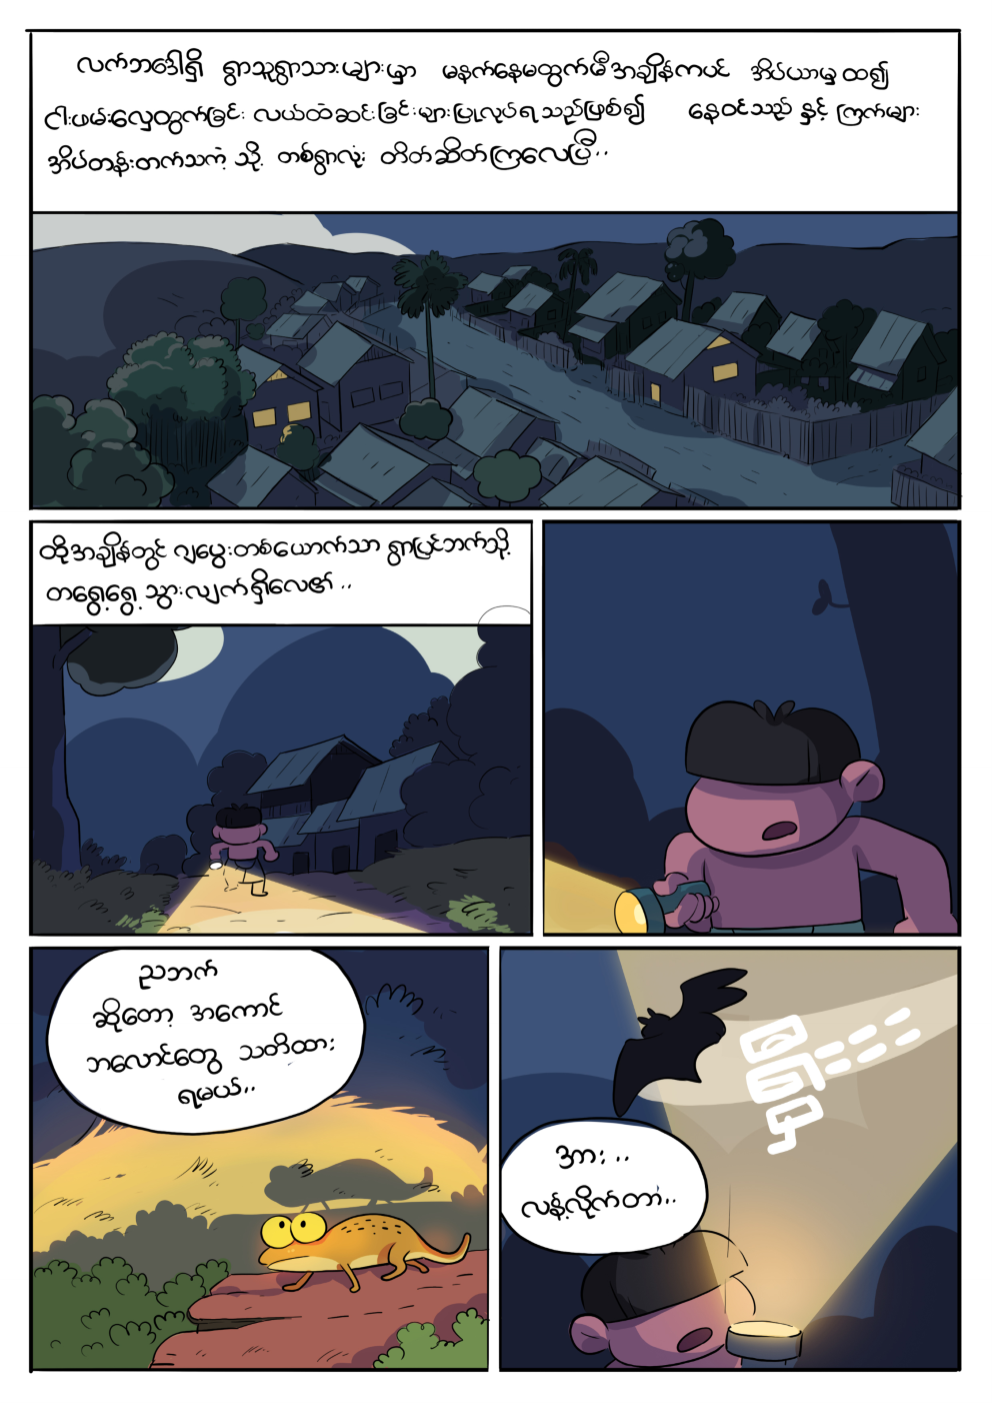 လက်ဘဒေါရှိ ရွာသူရွာသားများမှာ မနက်နေမထွက်မီအချိန်ကပင် အိပ်ယာမှထ၍
ငါးဖမ်းလှေထွက်ခြင်း လယ်ထဲဆင်းခြင်းများပြုလုပ်ရသည်ဖြစ်၍ နေဝင်သည်နှင့် ကြက်များ
အိပ်တန်းတက်သကဲ့သို့ တစ်ရွာလုံး တိတ်ဆိတ်ကြလေပြီ..
ထိုအချိန်တွင် လူပွေးတစ်ယောက်သာ ရွာပြင်ဘက်သို့
တရွေ့ရွေ့သွားလျက်ရှိလေ၏..
ညဘက်
ဆိုတော့ အကောင်
ဘလောင်တွေ သတိထား
ရမယ်..
ဝေါ
ရှီး
အား..
လန့်လိုက်တာ..